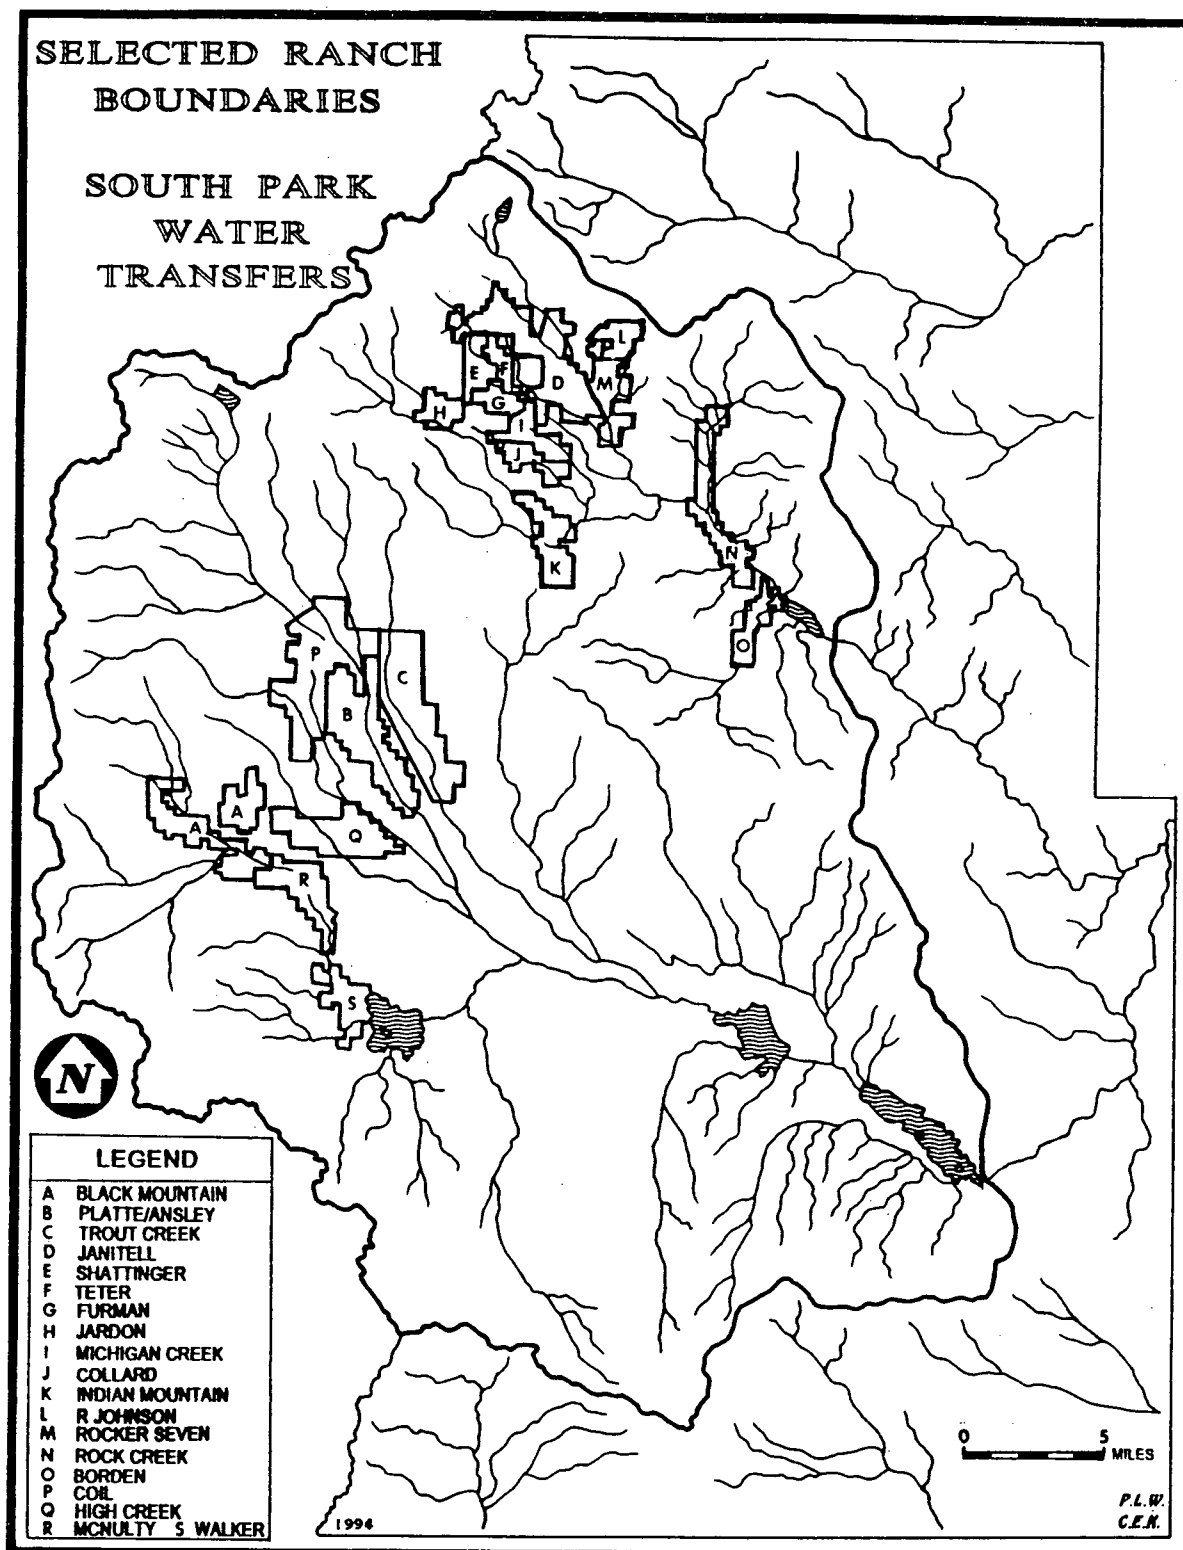 SELECTED RANCH
BOUNDARIES
SOUTH PARK
WATER
TRANSFERS
E
F
D
L
M
H
G
I
J
K
N
O
P
C
B
A
A
Q
R
S
N
LEGEND
A BLACK MOUNTAIN
B PLATTE/ANSLEY
C TROUT CREEK
D JANITELL
E SHATTINGER
F TETER
G FURMAN
H JARDON
I MICHIGAN CREEK
J COLLARD
K INDIAN MOUNTAIN
L R JOHNSON
M ROCKER SEVEN
N ROCK CREEK
O BORDEN
P COIL
Q HIGH CREEK
R MCNULTY S WALKER
0 5
MILES
1994
P.L.W.
C.E.K.